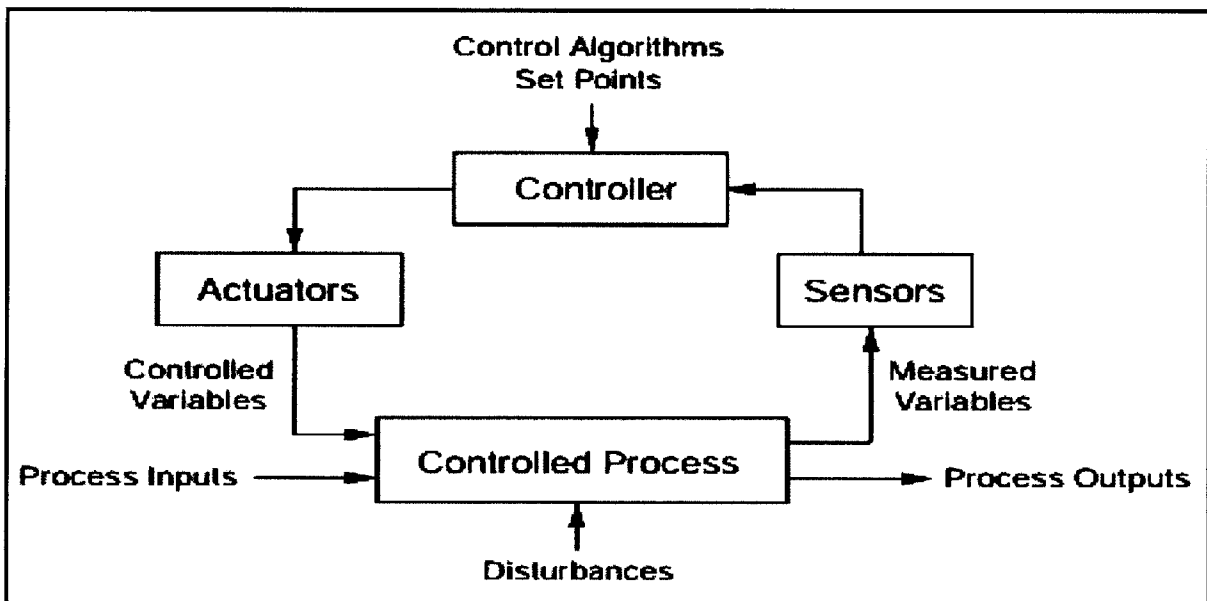 Control Algorithms
Set Points
Controller
Actuators
Sensors
Controlled
Variables
Measured
Variables
Controlled Process
Process Inputs
Process Outputs
Disturbances